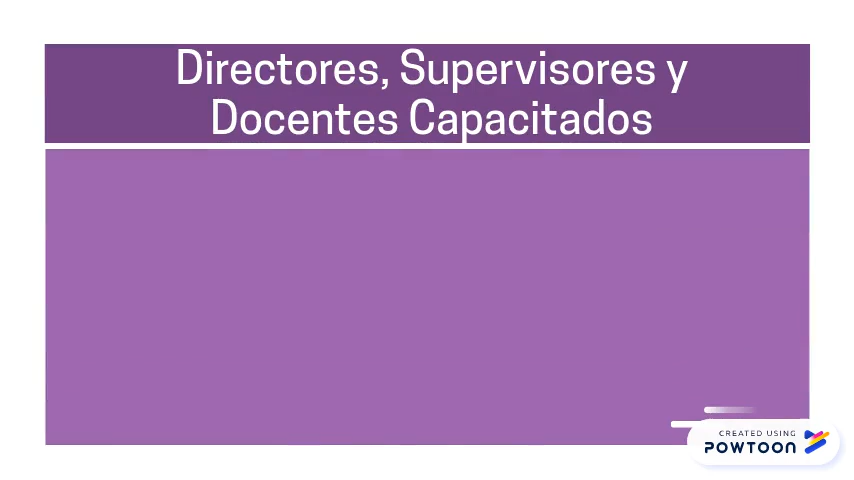 Directores, Supervisores y
Docentes Capacitados
CREATED USING
POWTOON